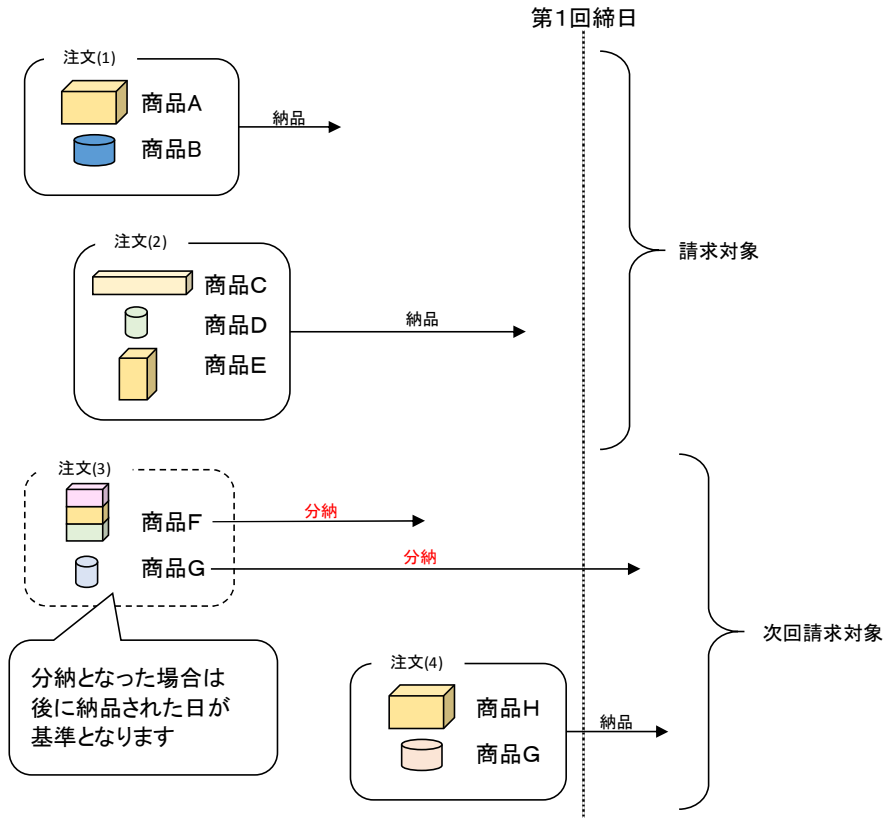 第1回締日
注文(1)
商品A
商品B
納品
注文(2)
商品C
商品D
商品E
納品
請求対象
注文(3)
商品F
分納
商品G
分納
分納となった場合は
後に納品された日が
基準となります
注文(4)
商品H
商品G
納品
次回請求対象